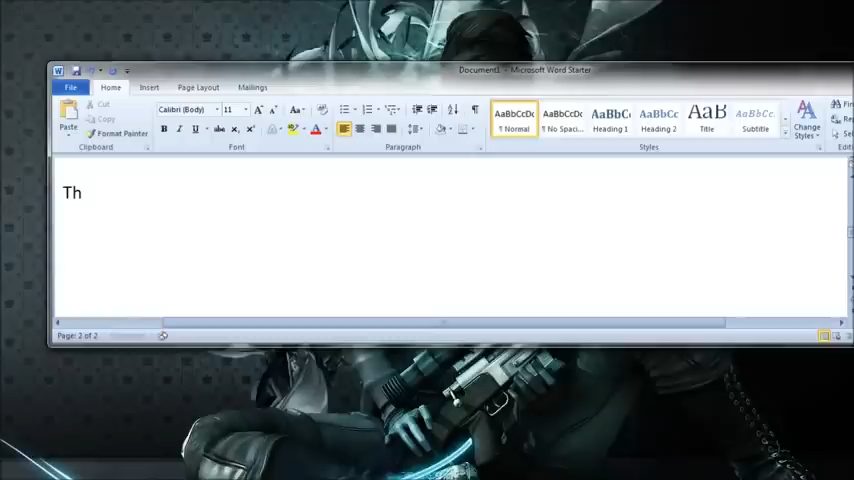 Document1 - Microsoft Word Starter
File Home Insert Page Layout Mailings
Paste
Cut
Copy
Format Painter
Clipboard
Calibri (Body) 11
Font
Paragraph
AaBbCcDc AaBbCcDc AaBbC AaBbCc AaB AaBbCc.
¶ Normal ¶ No Spaci... Heading 1 Heading 2 Title Subtitle
Change
Styles
Styles
Th
Page: 2 of 2